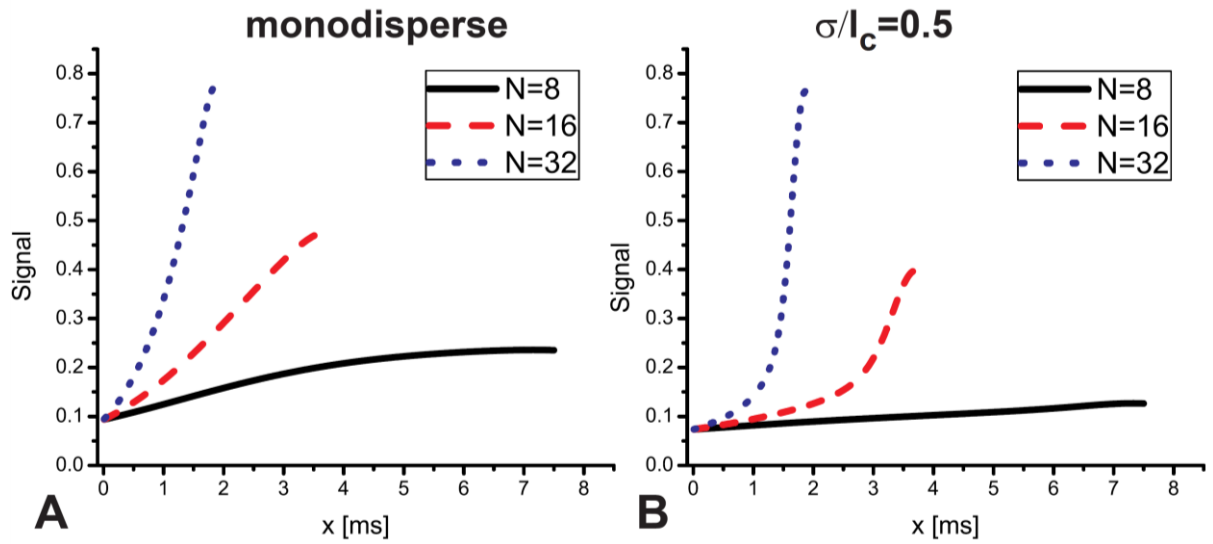 monodisperse
Signal
0.8
0.7
0.6
0.5
0.4
0.3
0.2
0.1
0.0
N=8
N=16
N=32
0 1 2 3 4 5 6 7 8
x [ms]
A
σ/lc=0.5
Signal
0.8
0.7
0.6
0.5
0.4
0.3
0.2
0.1
0.0
N=8
N=16
N=32
0 1 2 3 4 5 6 7 8
x [ms]
B